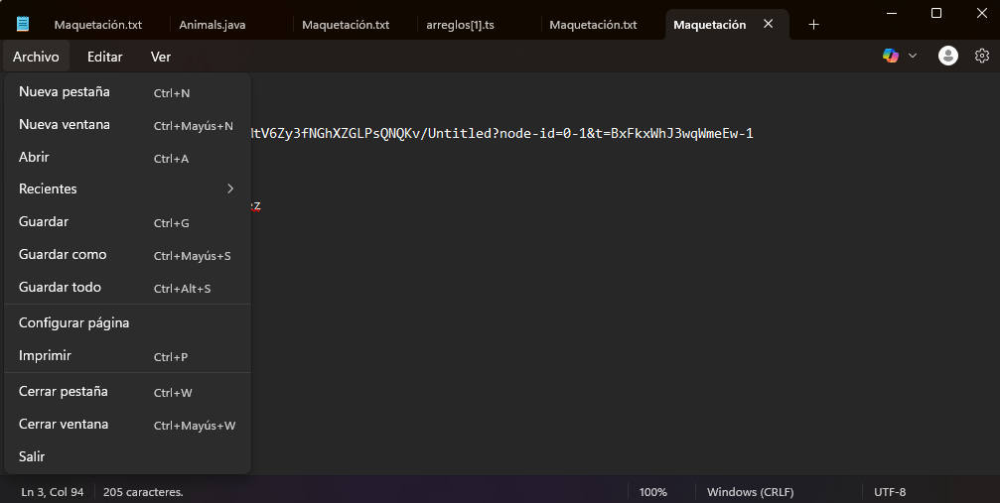 Maquetación.txt Animals.java Maquetación.txt arreglos[1].ts Maquetación.txt Maquetación
Archivo Editar Ver
Nueva pestaña Ctrl+N
Nueva ventana Ctrl+Mayús+N
tV6Zy3fNGhXZGLPsQNQKv/Untitled?node-id=0-1&t=BxFkxWhJ3wqWmeEw-1
Abrir Ctrl+A
Recientes
ez
Guardar Ctrl+G
Guardar como Ctrl+Mayús+S
Guardar todo Ctrl+Alt+S
Configurar página
Imprimir Ctrl+P
Cerrar pestaña Ctrl+W
Cerrar ventana Ctrl+Mayús+W
Salir
Ln 3, Col 94 205 caracteres. 100% Windows (CRLF) UTF-8